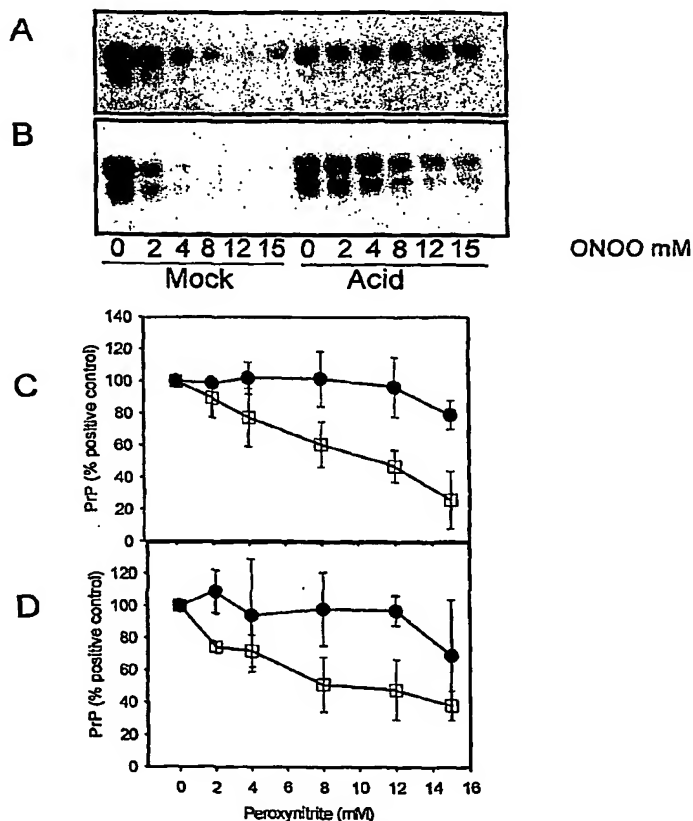 A
B
0 2 4 8 12 15 0 2 4 8 12 15 ONOO mM
Mock Acid
C
PrP (% positive control)
140
120
100
80
60
40
20
0
D
PrP (% positive control)
120
100
80
60
40
20
0
0 2 4 6 8 10 12 14 16
Peroxynitrite (mM)